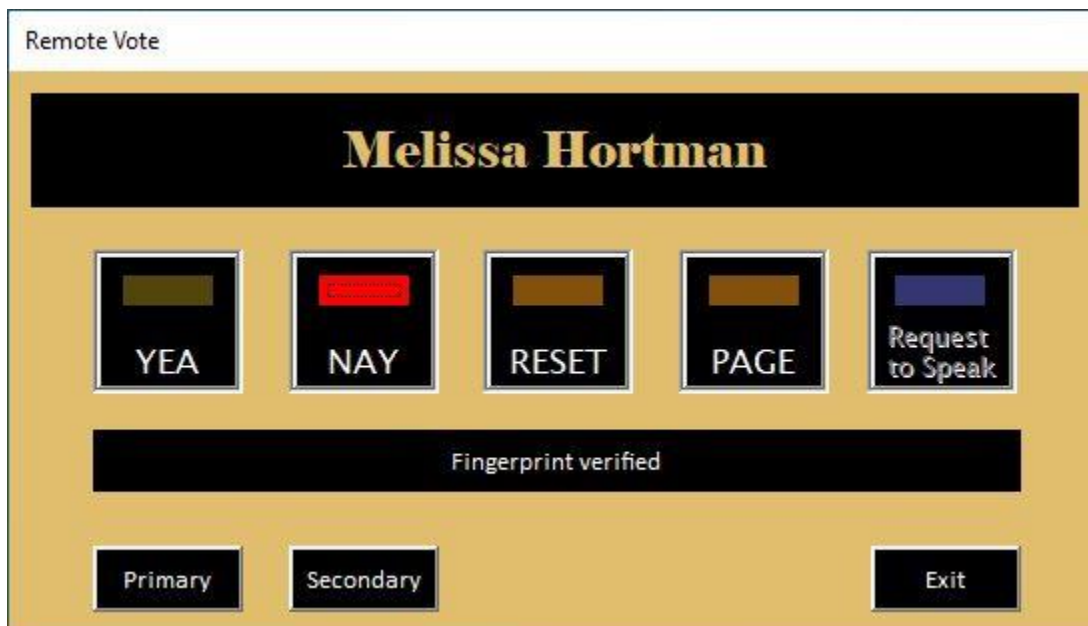 Remote Vote
Melissa Hortman
YEA
NAY
RESET
PAGE
Request
to Speak
Fingerprint verified
Primary
Secondary
Exit